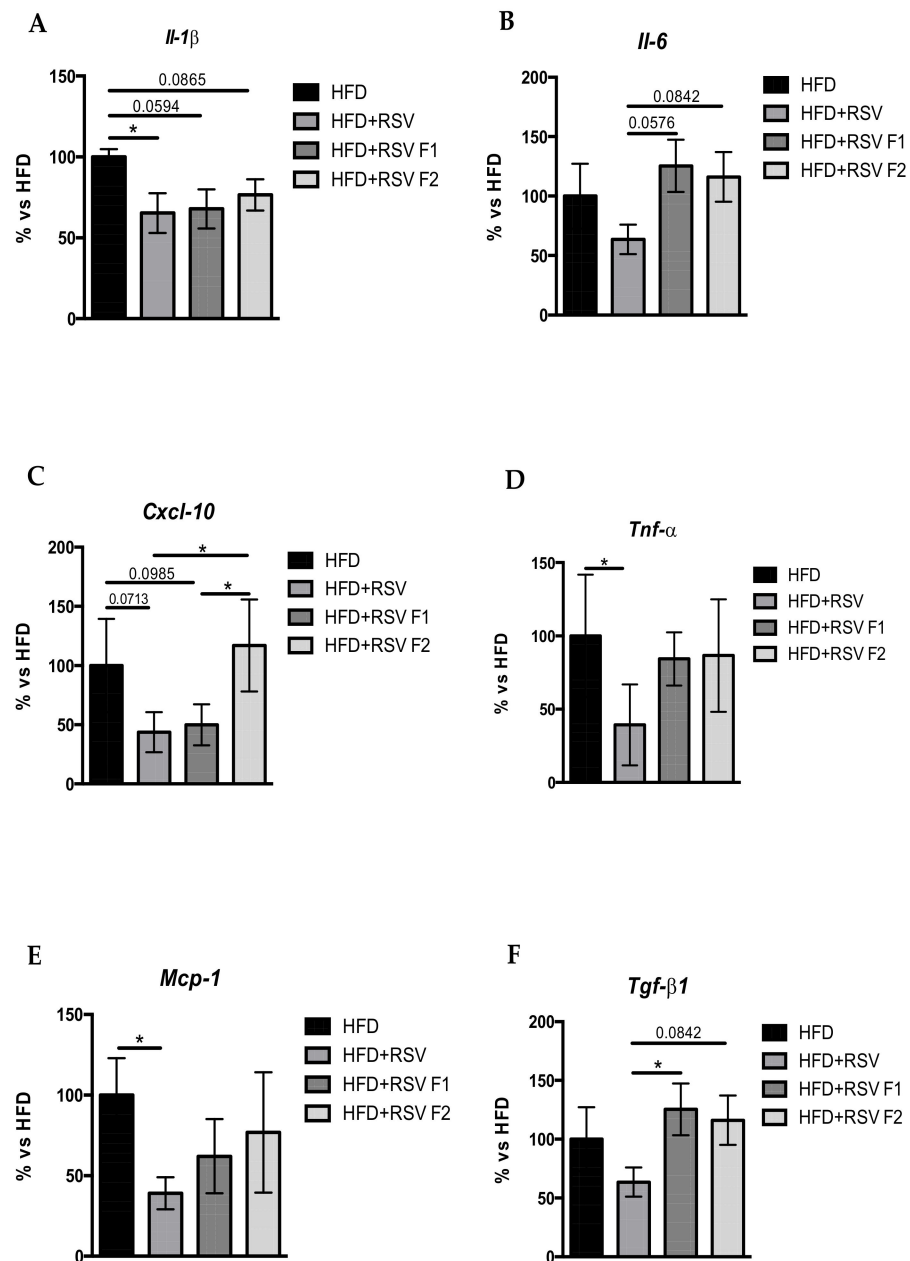 A
Il-1β
150
100
50
0
% vs HFD
0.0865
0.0594
*
HFD
HFD+RSV
HFD+RSV F1
HFD+RSV F2
B
Il-6
200
150
100
50
0
% vs HFD
0.0842
0.0576
HFD
HFD+RSV
HFD+RSV F1
HFD+RSV F2
C
Cxcl-10
200
150
100
50
0
% vs HFD
*
0.0985
0.0713
*
HFD
HFD+RSV
HFD+RSV F1
HFD+RSV F2
D
Tnf-α
150
100
50
0
% vs HFD
*
HFD
HFD+RSV
HFD+RSV F1
HFD+RSV F2
E
Mcp-1
150
100
50
0
% vs HFD
*
HFD
HFD+RSV
HFD+RSV F1
HFD+RSV F2
F
Tgf-β1
200
150
100
50
0
% vs HFD
0.0842
*
HFD
HFD+RSV
HFD+RSV F1
HFD+RSV F2